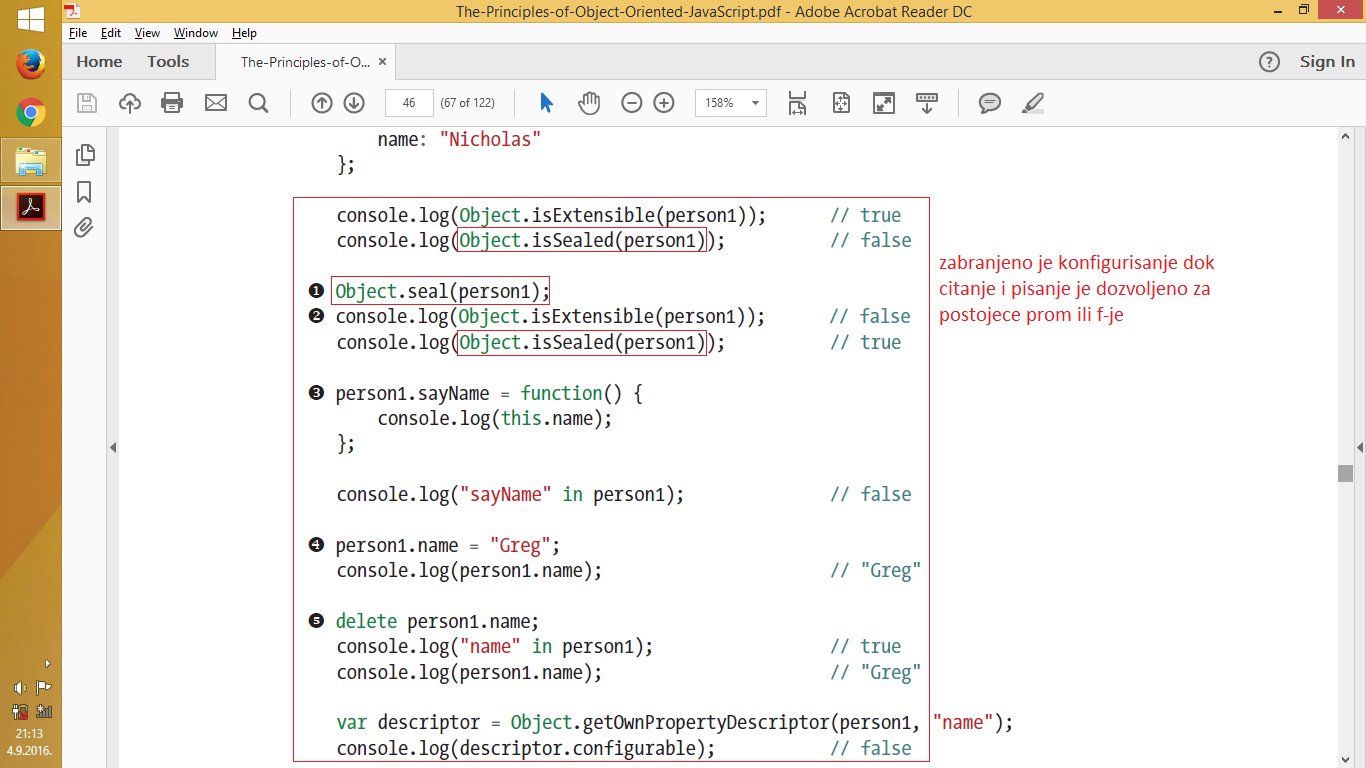 The-Principles-of-Object-Oriented-JavaScript.pdf - Adobe Acrobat Reader DC
File Edit View Window Help
Home Tools The-Principles-of-O... × ? Sign In
46 (67 of 122) 158%
name: "Nicholas"
};
console.log(Object.isExtensible(person1)); // true
console.log(Object.isSealed(person1)); // false
❶ Object.seal(person1);
❷ console.log(Object.isExtensible(person1)); // false
console.log(Object.isSealed(person1)); // true
❸ person1.sayName = function() {
console.log(this.name);
};
console.log("sayName" in person1); // false
❹ person1.name = "Greg";
console.log(person1.name); // "Greg"
❺ delete person1.name;
console.log("name" in person1); // true
console.log(person1.name); // "Greg"
var descriptor = Object.getOwnPropertyDescriptor(person1, "name");
console.log(descriptor.configurable); // false
zabranjeno je konfigurisanje dok
citanje i pisanje je dozvoljeno za
postojece prom ili f-je
21:13
4.9.2016.